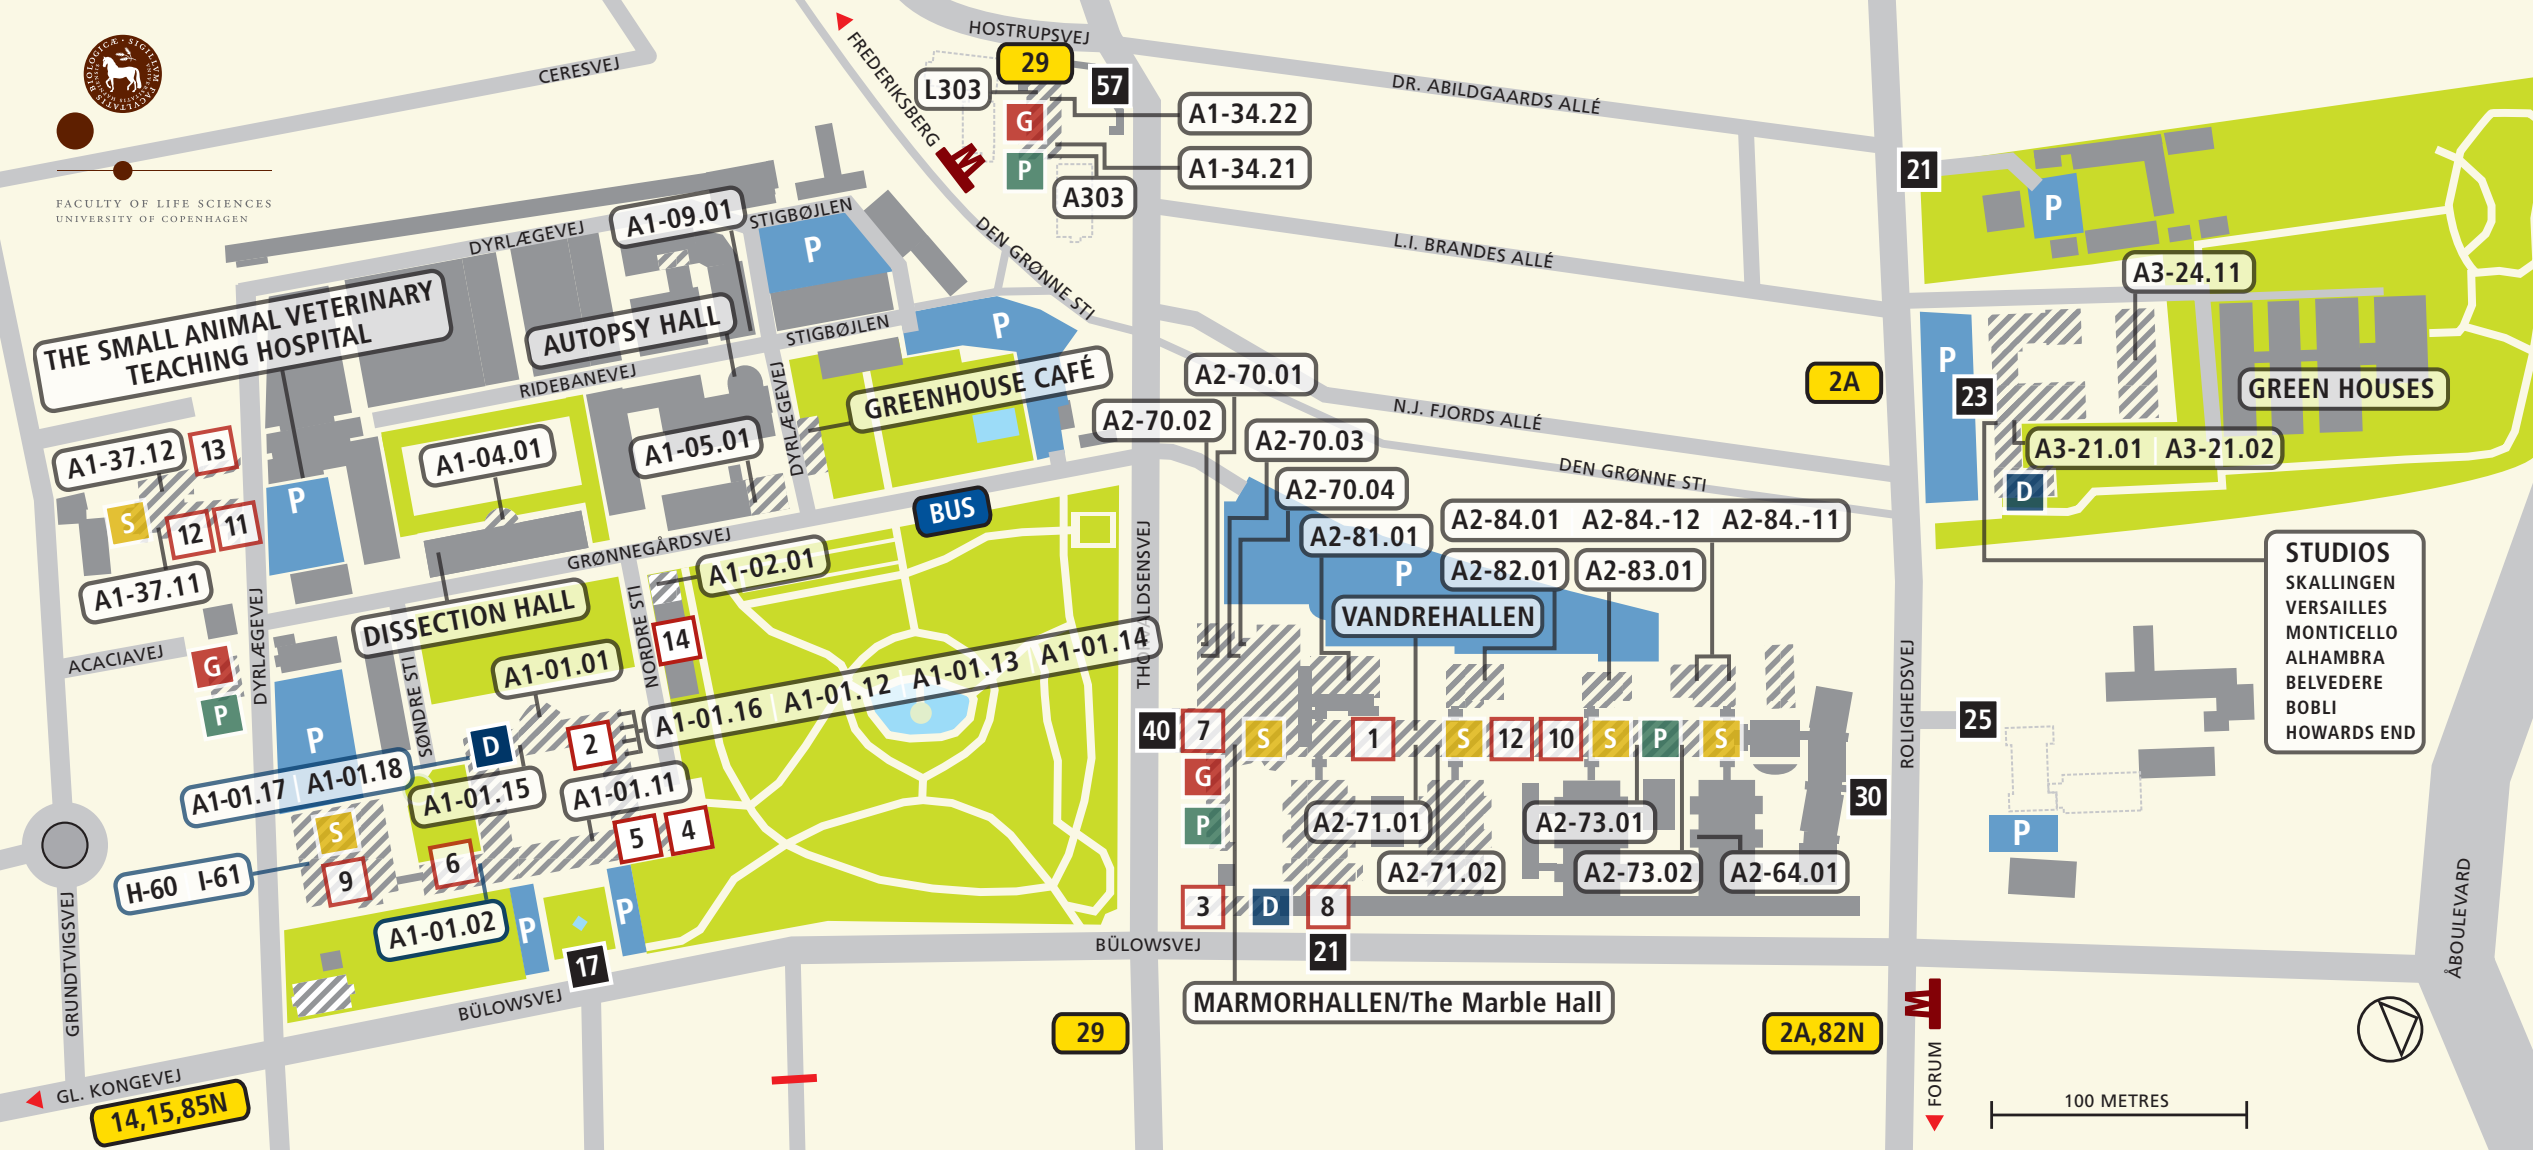 SIGILLVM FACVLTATIS BIOLOGICÆ
FACULTY OF LIFE SCIENCES
UNIVERSITY OF COPENHAGEN
CERESVEJ
FREDERIKSBERG
M
HOSTRUPSVEJ
29
57
L303
G
P
A1-34.22
A1-34.21
A303
DR. ABILDGAARDS ALLÉ
L.I. BRANDES ALLÉ
N.J. FJORDS ALLÉ
DEN GRØNNE STI
DEN GRØNNE STI
21
P
A3-24.11
2A
P
23
GREEN HOUSES
A3-21.01 A3-21.02
D
STUDIOS
SKALLINGEN
VERSAILLES
MONTICELLO
ALHAMBRA
BELVEDERE
BOBLI
HOWARDS END
DYRLÆGEVEJ
A1-09.01
STIGBØJLEN
P
STIGBØJLEN
P
THE SMALL ANIMAL VETERINARY
TEACHING HOSPITAL
AUTOPSY HALL
RIDEBANEVEJ
DYRLÆGEVEJ
GREENHOUSE CAFÉ
A1-37.12
13
S
12
11
A1-37.11
P
A1-04.01
A1-05.01
BUS
GRØNNEGÅRDSVEJ
DISSECTION HALL
A1-02.01
NORDRE STI
14
ACACIAVEJ
G
P
DYRLÆGEVEJ
P
SØNDRE STI
A1-01.01
D
2
A1-01.16 A1-01.12 A1-01.13 A1-01.14
A1-01.17 A1-01.18
A1-01.15
A1-01.11
5
4
S
9
6
H-60 I-61
A1-01.02
P
P
17
GRUNDTVIGSVEJ
BÜLOWSVEJ
GL. KONGEVEJ
14,15,85N
THORVALDSENSVEJ
A2-70.01
A2-70.02
A2-70.03
A2-70.04
A2-81.01
A2-84.01 A2-84.-12 A2-84.-11
P
A2-82.01
A2-83.01
VANDREHALLEN
40
7
S
1
S
12
10
S
P
S
G
P
A2-71.01
A2-73.01
A2-71.02
A2-73.02
A2-64.01
30
3
D
8
21
BÜLOWSVEJ
MARMORHALLEN/The Marble Hall
29
2A,82N
ROLIGHEDSVEJ
25
P
ÅBOULEVARD
M
FORUM
100 METRES